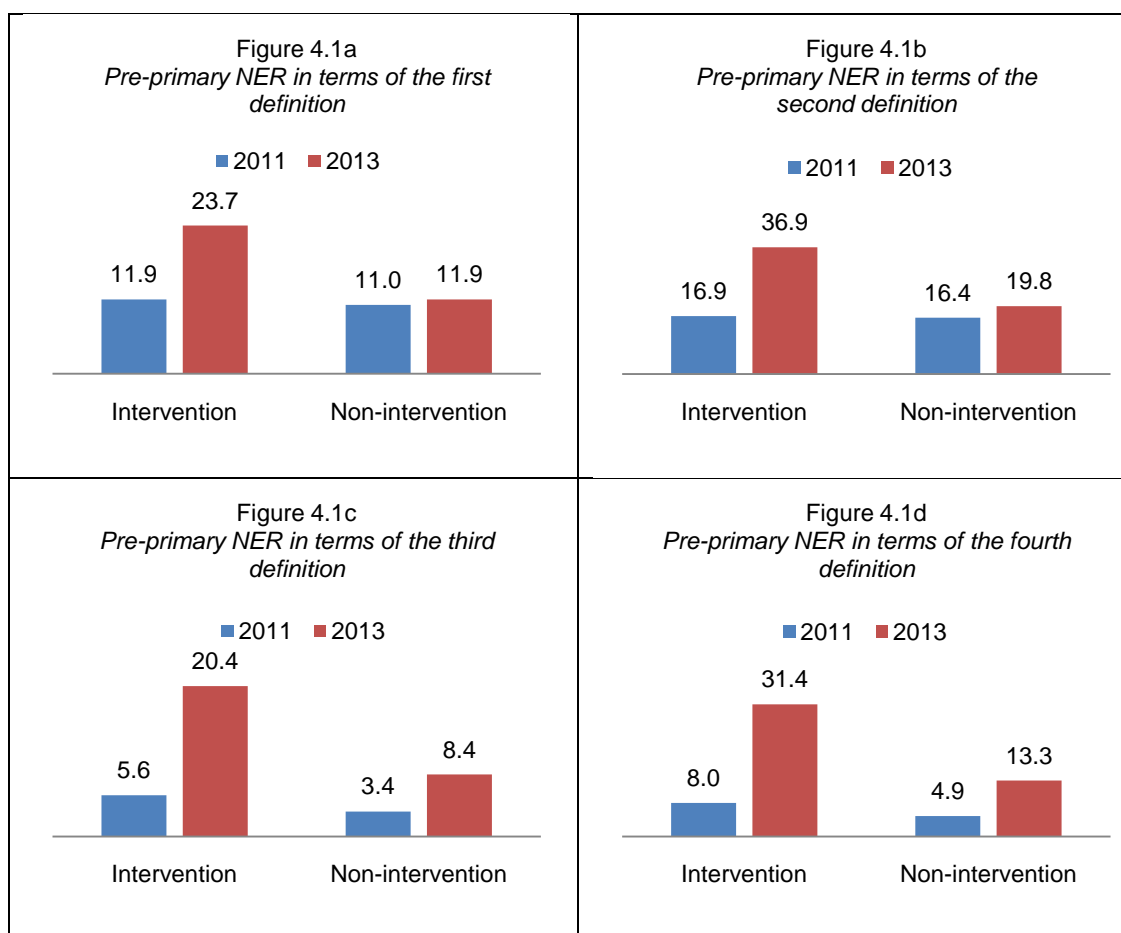 Figure 4.1a
Pre-primary NER in terms of the first
definition
2011 2013
23.7
11.9
11.0
11.9
Intervention Non-intervention
Figure 4.1b
Pre-primary NER in terms of the
second definition
2011 2013
36.9
16.9
16.4
19.8
Intervention Non-intervention
Figure 4.1c
Pre-primary NER in terms of the third
definition
2011 2013
20.4
5.6
3.4
8.4
Intervention Non-intervention
Figure 4.1d
Pre-primary NER in terms of the fourth
definition
2011 2013
31.4
8.0
4.9
13.3
Intervention Non-intervention